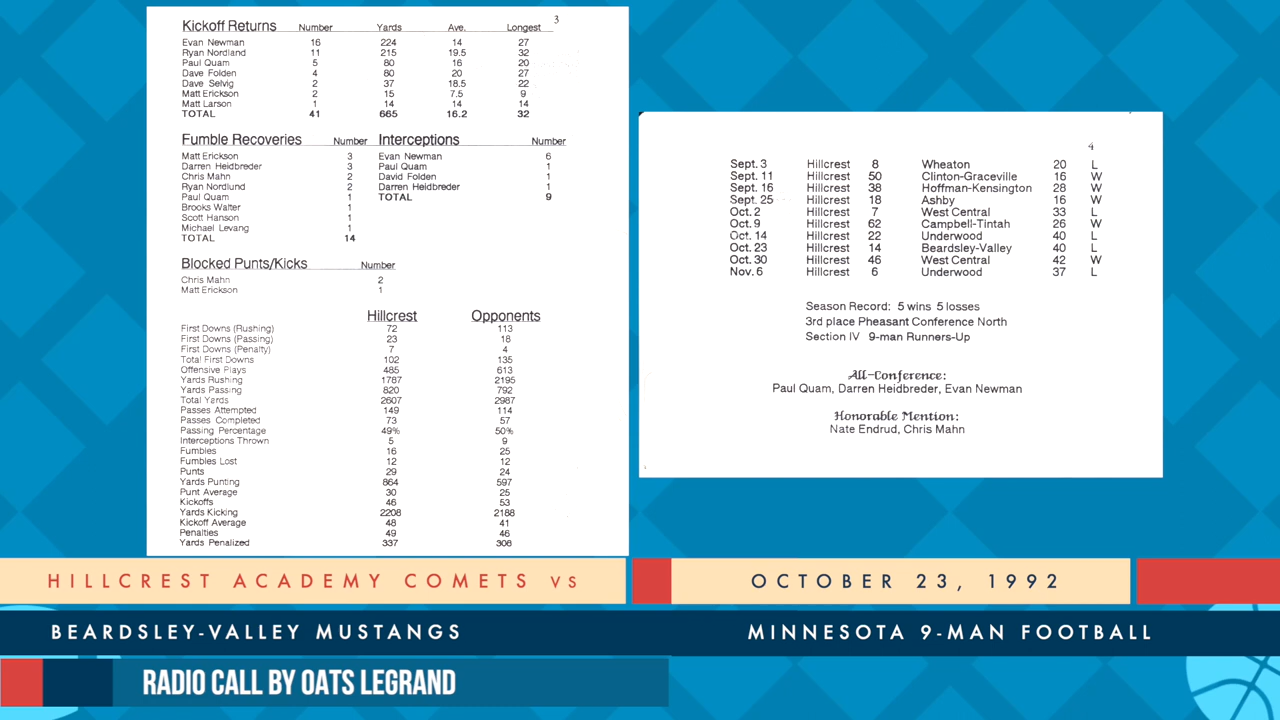 3
Kickoff Returns Number Yards Ave. Longest
Evan Newman 16 224 14 27
Ryan Nordland 11 215 19.5 32
Paul Quam 5 80 16 20
Dave Folden 4 80 20 27
Dave Selvig 2 37 18.5 22
Matt Erickson 2 15 7.5 9
Matt Larson 1 14 14 14
TOTAL 41 665 16.2 32
Fumble Recoveries Number
Matt Erickson 3
Darren Heidbreder 3
Chris Mahn 2
Ryan Nordlund 2
Paul Quam 1
Brooks Walter 1
Scott Hanson 1
Michael Levang 1
TOTAL 14
Interceptions Number
Evan Newman 6
Paul Quam 1
David Folden 1
Darren Heidbreder 1
TOTAL 9
Blocked Punts/Kicks Number
Chris Mahn 2
Matt Erickson 1
Hillcrest Opponents
First Downs (Rushing) 72 113
First Downs (Passing) 23 18
First Downs (Penalty) 7 4
Total First Downs 102 135
Offensive Plays 485 613
Yards Rushing 1787 2195
Yards Passing 820 792
Total Yards 2607 2987
Passes Attempted 149 114
Passes Completed 73 57
Passing Percentage 49% 50%
Interceptions Thrown 5 9
Fumbles 16 25
Fumbles Lost 12 12
Punts 29 24
Yards Punting 864 597
Punt Average 30 25
Kickoffs 46 53
Yards Kicking 2208 2188
Kickoff Average 48 41
Penalties 49 46
Yards Penalized 337 306
4
Sept. 3 Hillcrest 8 Wheaton 20 L
Sept. 11 Hillcrest 50 Clinton-Graceville 16 W
Sept. 16 Hillcrest 38 Hoffman-Kensington 28 W
Sept. 25 Hillcrest 18 Ashby 16 W
Oct. 2 Hillcrest 7 West Central 33 L
Oct. 9 Hillcrest 62 Campbell-Tintah 26 W
Oct. 14 Hillcrest 22 Underwood 40 L
Oct. 23 Hillcrest 14 Beardsley-Valley 40 L
Oct. 30 Hillcrest 46 West Central 42 W
Nov. 6 Hillcrest 6 Underwood 37 L
Season Record: 5 wins 5 losses
3rd place Pheasant Conference North
Section IV 9-man Runners-Up
All-Conference:
Paul Quam, Darren Heidbreder, Evan Newman
Honorable Mention:
Nate Endrud, Chris Mahn
HILLCREST ACADEMY COMETS VS
OCTOBER 23, 1992
BEARDSLEY-VALLEY MUSTANGS
MINNESOTA 9-MAN FOOTBALL
RADIO CALL BY OATS LEGRAND